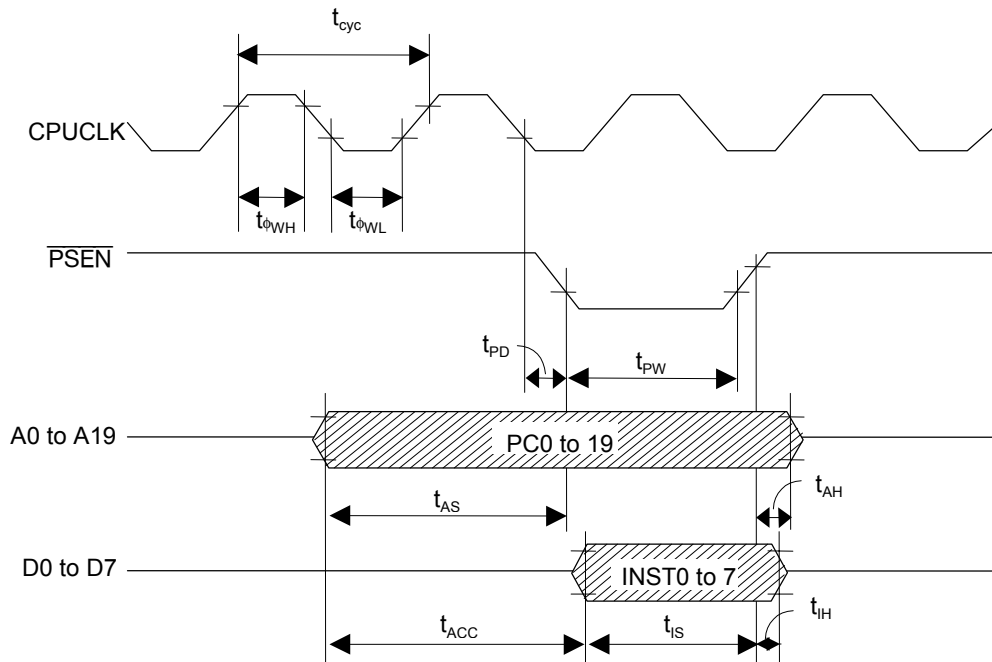 tcyc
CPUCLK
tϕWH
tϕWL
PSEN
tPD
tPW
A0 to A19
PC0 to 19
tAH
tAS
D0 to D7
INST0 to 7
tACC
tIS
tIH